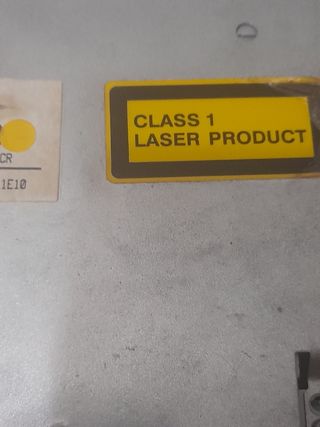 CLASS 1
LASER PRODUCT
CR
1E10